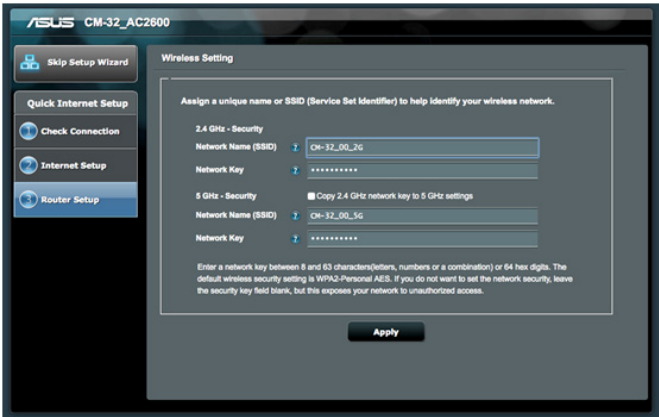 ASUS CM-32_AC2600
Skip Setup Wizard
Quick Internet Setup
1 Check Connection
2 Internet Setup
3 Router Setup
Wireless Setting
Assign a unique name or SSID (Service Set Identifier) to help identify your wireless network.
2.4 GHz - Security
Network Name (SSID) ? CM-32_00_2G
Network Key ? ••••••••••
5 GHz - Security Copy 2.4 GHz network key to 5 GHz settings
Network Name (SSID) ? CM-32_00_5G
Network Key ? ••••••••••
Enter a network key between 8 and 63 characters(letters, numbers or a combination) or 64 hex digits. The
default wireless security setting is WPA2-Personal AES. If you do not want to set the network security, leave
the security key field blank, but this exposes your network to unauthorized access.
Apply